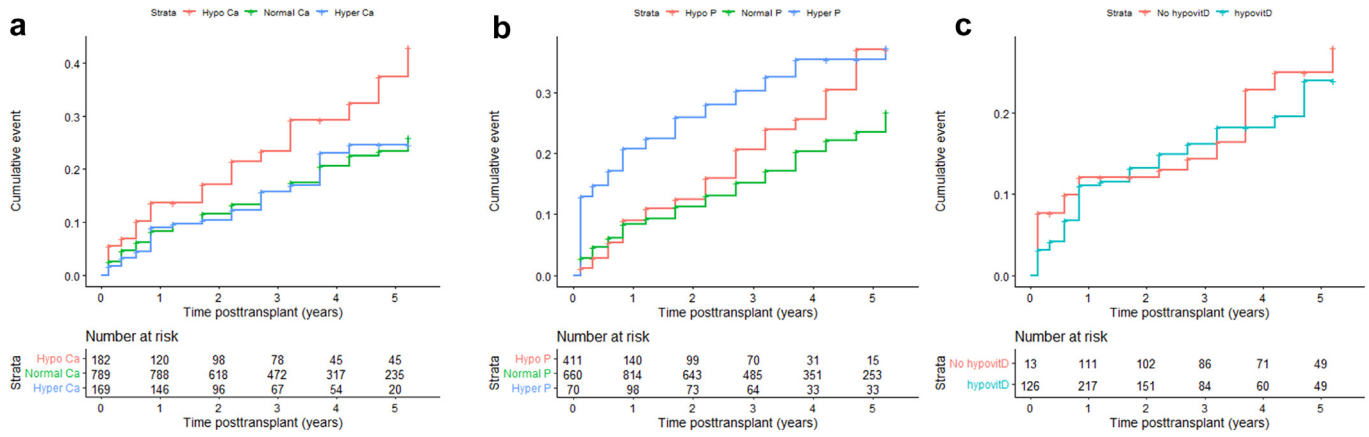 a
Strata Hypo Ca Normal Ca Hyper Ca
Cumulative event
0.4
0.3
0.2
0.1
0.0
0 1 2 3 4 5
Time posttransplant (years)
Number at risk
Strata
Hypo Ca 182 120 98 78 45 45
Normal Ca 789 788 618 472 317 235
Hyper Ca 169 146 96 67 54 20
0 1 2 3 4 5
Time posttransplant (years)
b
Strata Hypo P Normal P Hyper P
Cumulative event
0.3
0.2
0.1
0.0
0 1 2 3 4 5
Time posttransplant (years)
Number at risk
Strata
Hypo P 411 140 99 70 31 15
Normal P 660 814 643 485 351 253
Hyper P 70 98 73 64 33 33
0 1 2 3 4 5
Time posttransplant (years)
c
Strata No hypovitD hypovitD
Cumulative event
0.2
0.1
0.0
0 1 2 3 4 5
Time posttransplant (years)
Number at risk
Strata
No hypovitD 13 111 102 86 71 49
hypovitD 126 217 151 84 60 49
0 1 2 3 4 5
Time posttransplant (years)